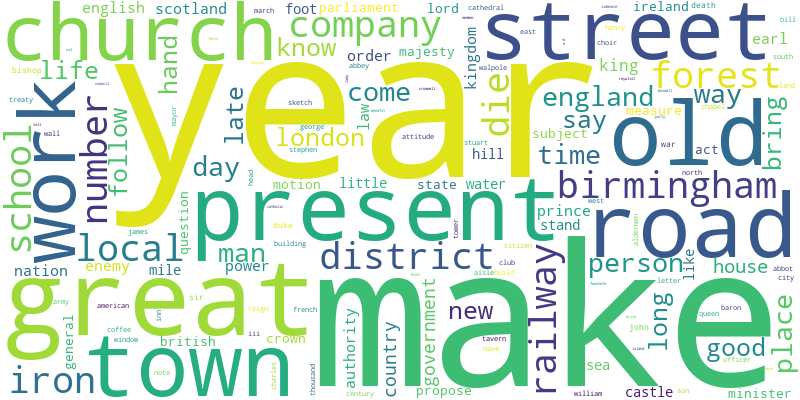 english scotland march foot parliament lord cathedral ireland death bill
church company street
year
know majesty kingdom walpole east choir king henry earl south
bishop life hand order abbey forest
treaty work number follow late sketch come law england way measure land
school wall mayor george london attitude die say subject old bring
stephen stuart hill time war act
day motion little state water birmingham north
question head present prince west
james local man duke building tower stand road aldermen
nation enemy mile power district citizen club person like house abbot city
great army american sir reign french aisle build letter
make
general inn iii crown authority country government new railway sea long queen baron place
town coffee window british tavern nave john good officer
iron note charles thousand century propose william castle son minister